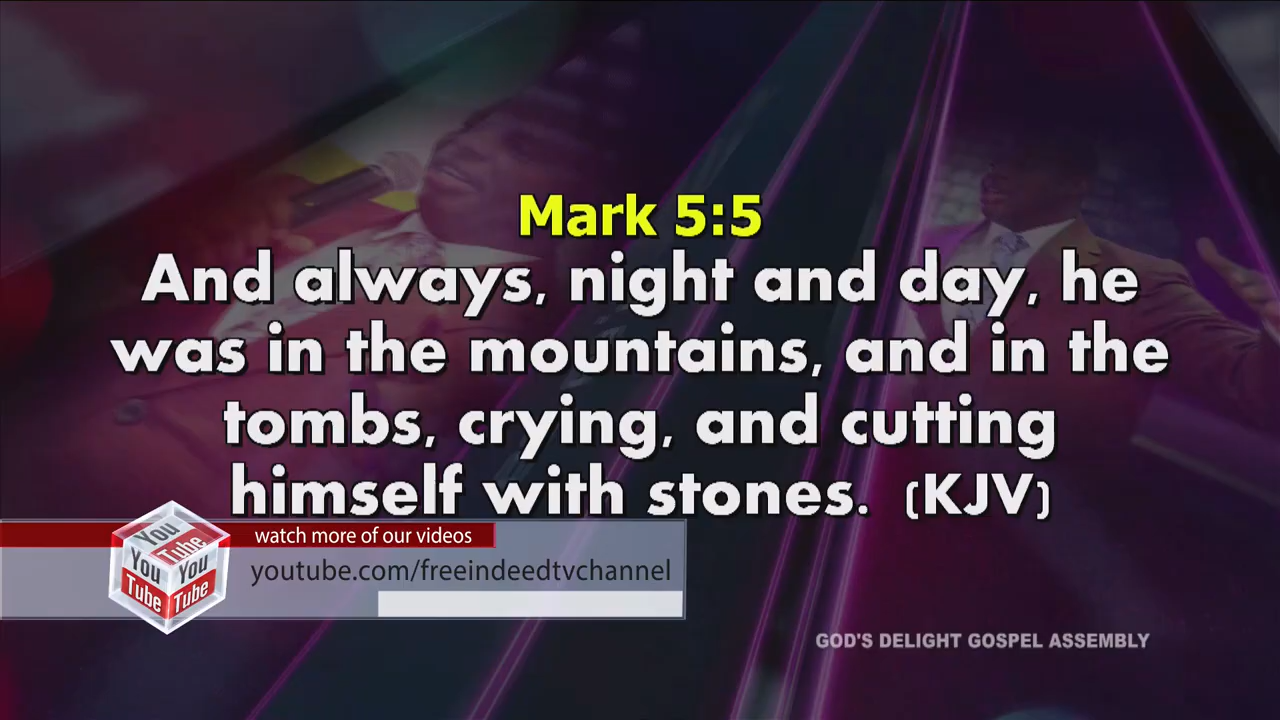 Mark 5:5
And always, night and day, he
was in the mountains, and in the
tombs, crying, and cutting
himself with stones. (KJV)
You
Tube
You
Tube
You
Tube
watch more of our videos
youtube.com/freeindeedtvchannel
GOD'S DELIGHT GOSPEL ASSEMBLY